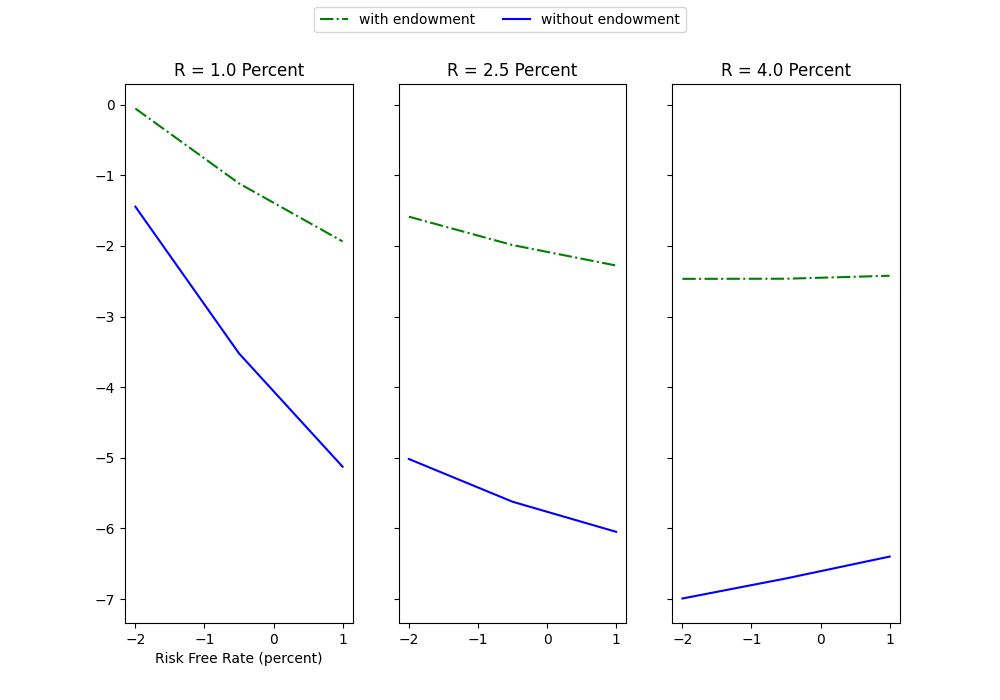 with endowment without endowment
R = 1.0 Percent R = 2.5 Percent R = 4.0 Percent
0
−1
−2
−3
−4
−5
−6
−7
−2 −1 0 1 −2 −1 0 1 −2 −1 0 1
Risk Free Rate (percent)